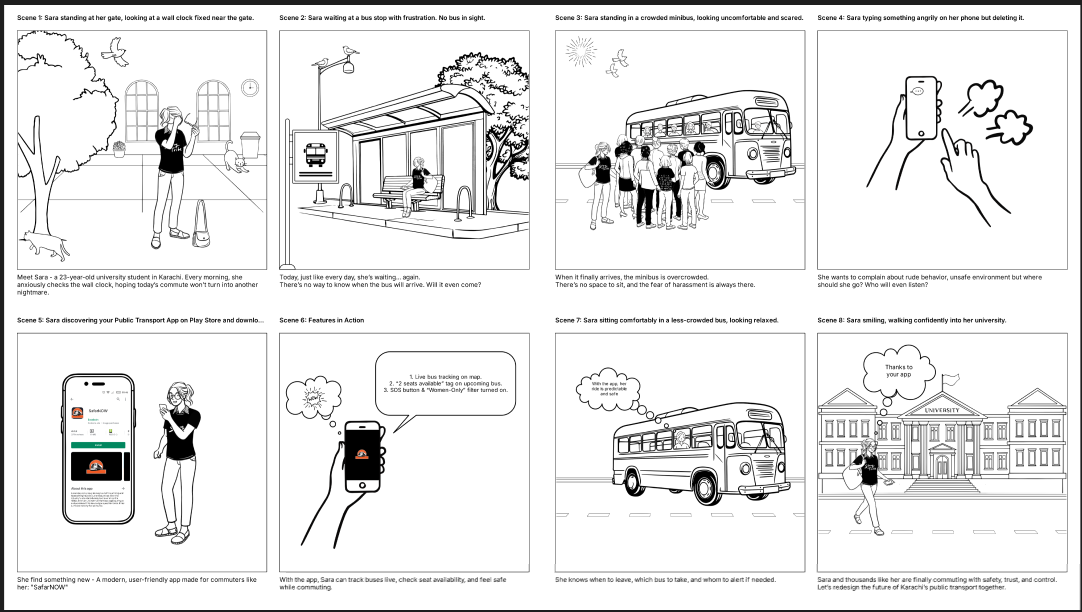 Scene 1: Sara standing at her gate, looking at a wall clock fixed near the gate.
Meet Sara - a 23-year-old university student in Karachi. Every morning, she
anxiously checks the wall clock, hoping today's commute won't turn into another
nightmare.
Scene 2: Sara waiting at a bus stop with frustration. No bus in sight.
Today, just like every day, she's waiting... again.
There's no way to know when the bus will arrive. Will it even come?
Scene 3: Sara standing in a crowded minibus, looking uncomfortable and scared.
When it finally arrives, the minibus is overcrowded.
There's no space to sit, and the fear of harassment is always there.
Scene 4: Sara typing something angrily on her phone but deleting it.
She wants to complain about rude behavior, unsafe environment but where
should she go? Who will even listen?
Scene 5: Sara discovering your Public Transport App on Play Store and downlo...
SafarNOW
About this app
She find something new - A modern, user-friendly app made for commuters like
her: "SafarNOW"
Scene 6: Features in Action
1. Live bus tracking on map.
2. "2 seats available" tag on upcoming bus.
3. SOS button & "Women-Only" filter turned on.
WOW
With the app, Sara can track buses live, check seat availability, and feel safe
while commuting.
Scene 7: Sara sitting comfortably in a less-crowded bus, looking relaxed.
With the app, her
ride is predictable
and safe
She knows when to leave, which bus to take, and whom to alert if needed.
Scene 8: Sara smiling, walking confidently into her university.
Thanks to
your app
UNIVERSITY
Sara and thousands like her are finally commuting with safety, trust, and control.
Let's redesign the future of Karachi's public transport together.